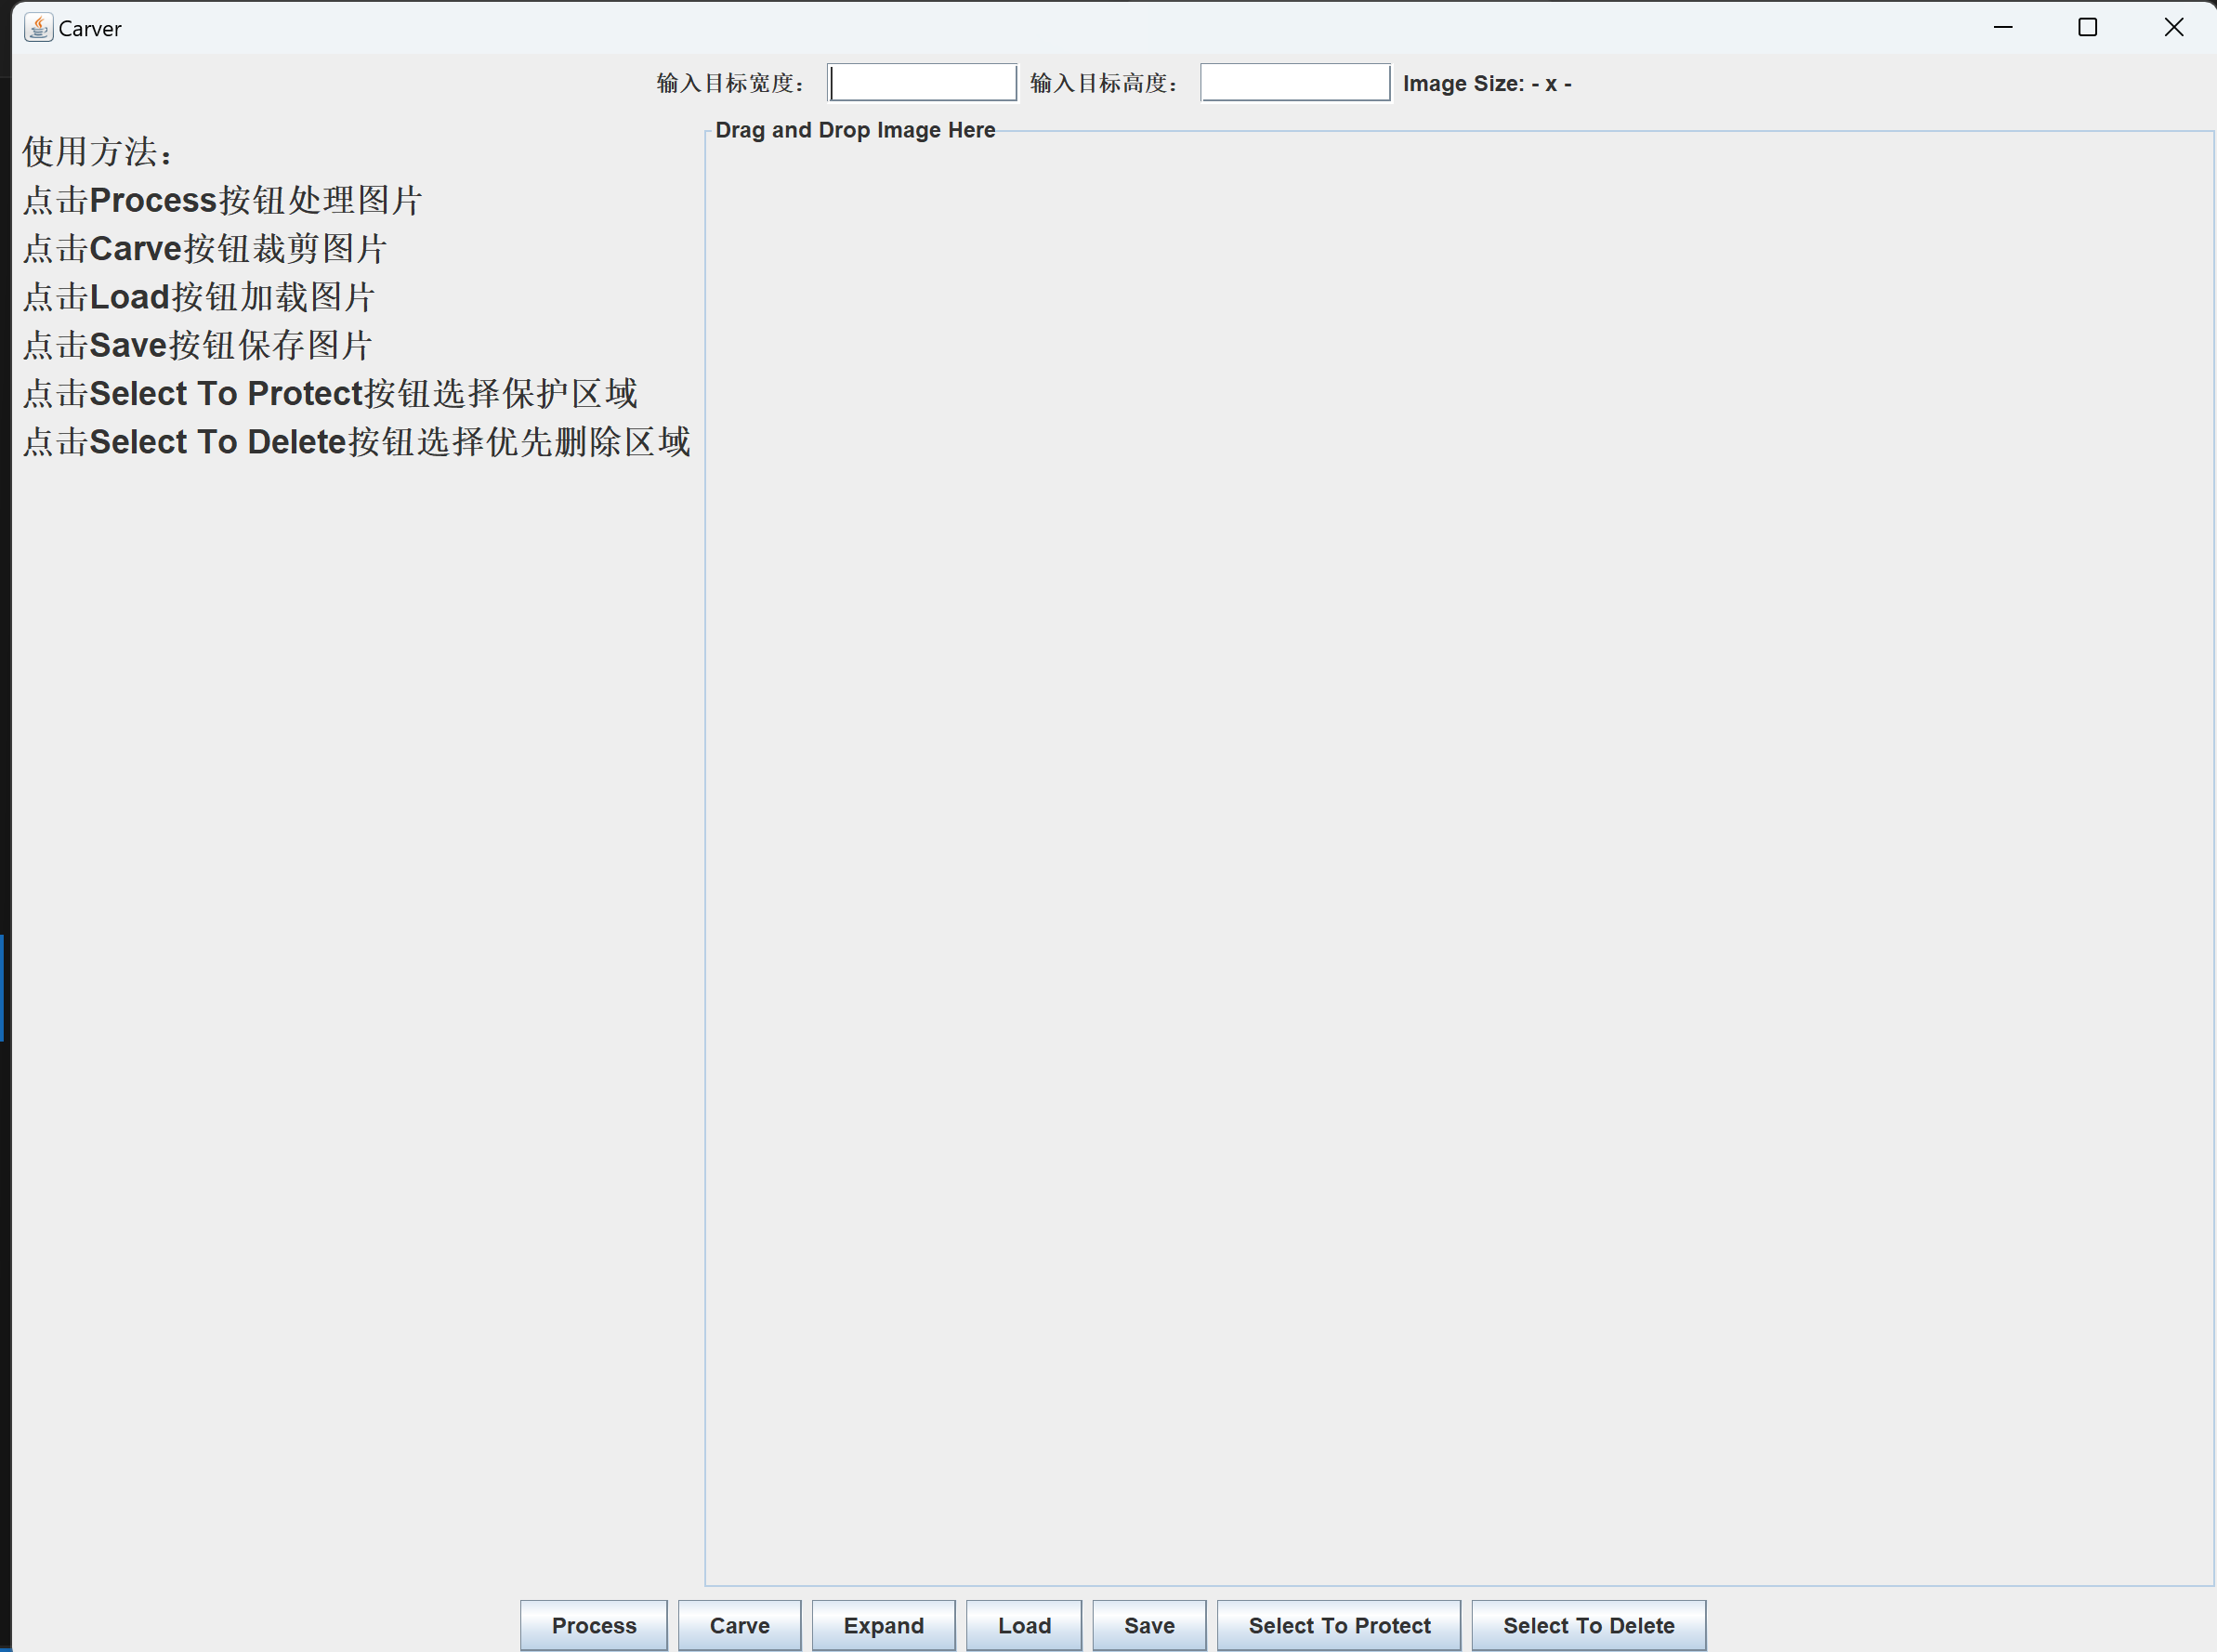 Carver
输入目标宽度： 输入目标高度： Image Size: - x -
Drag and Drop Image Here
使用方法：
点击Process按钮处理图片
点击Carve按钮裁剪图片
点击Load按钮加载图片
点击Save按钮保存图片
点击Select To Protect按钮选择保护区域
点击Select To Delete按钮选择优先删除区域
Process Carve Expand Load Save Select To Protect Select To Delete